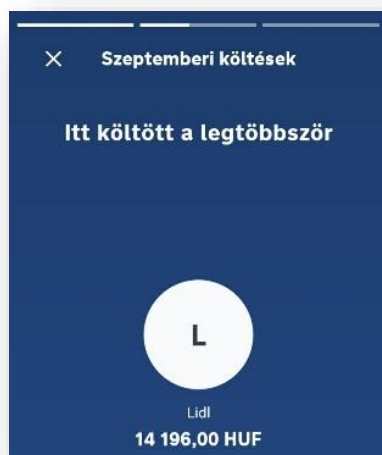 Szeptemberi költések
Itt költött a legtöbbször
L
Lidl
14 196,00 HUF